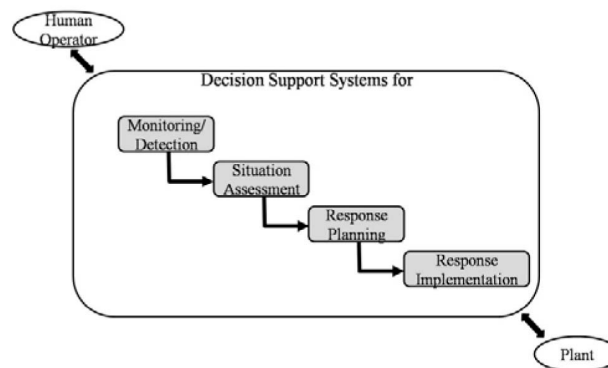 Human
Operator
Decision Support Systems for
Monitoring/
Detection
Situation
Assessment
Response
Planning
Response
Implementation
Plant